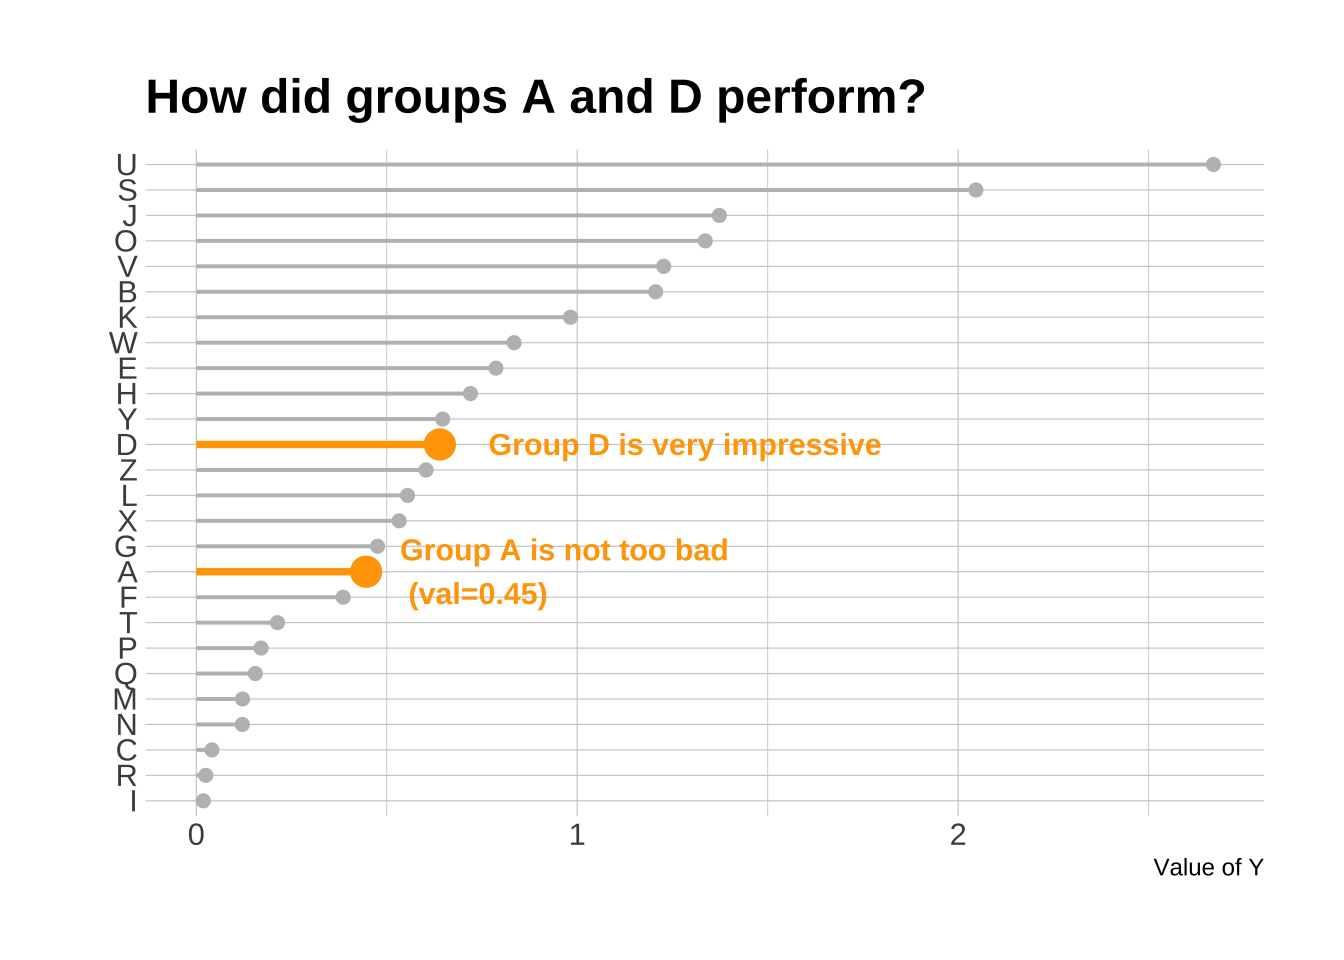 How did groups A and D perform?
U
S
J
O
V
B
K
W
E
H
Y
D Group D is very impressive
Z
L
X
G Group A is not too bad
A
F (val=0.45)
T
P
Q
M
N
C
R
I
0 1 2
Value of Y